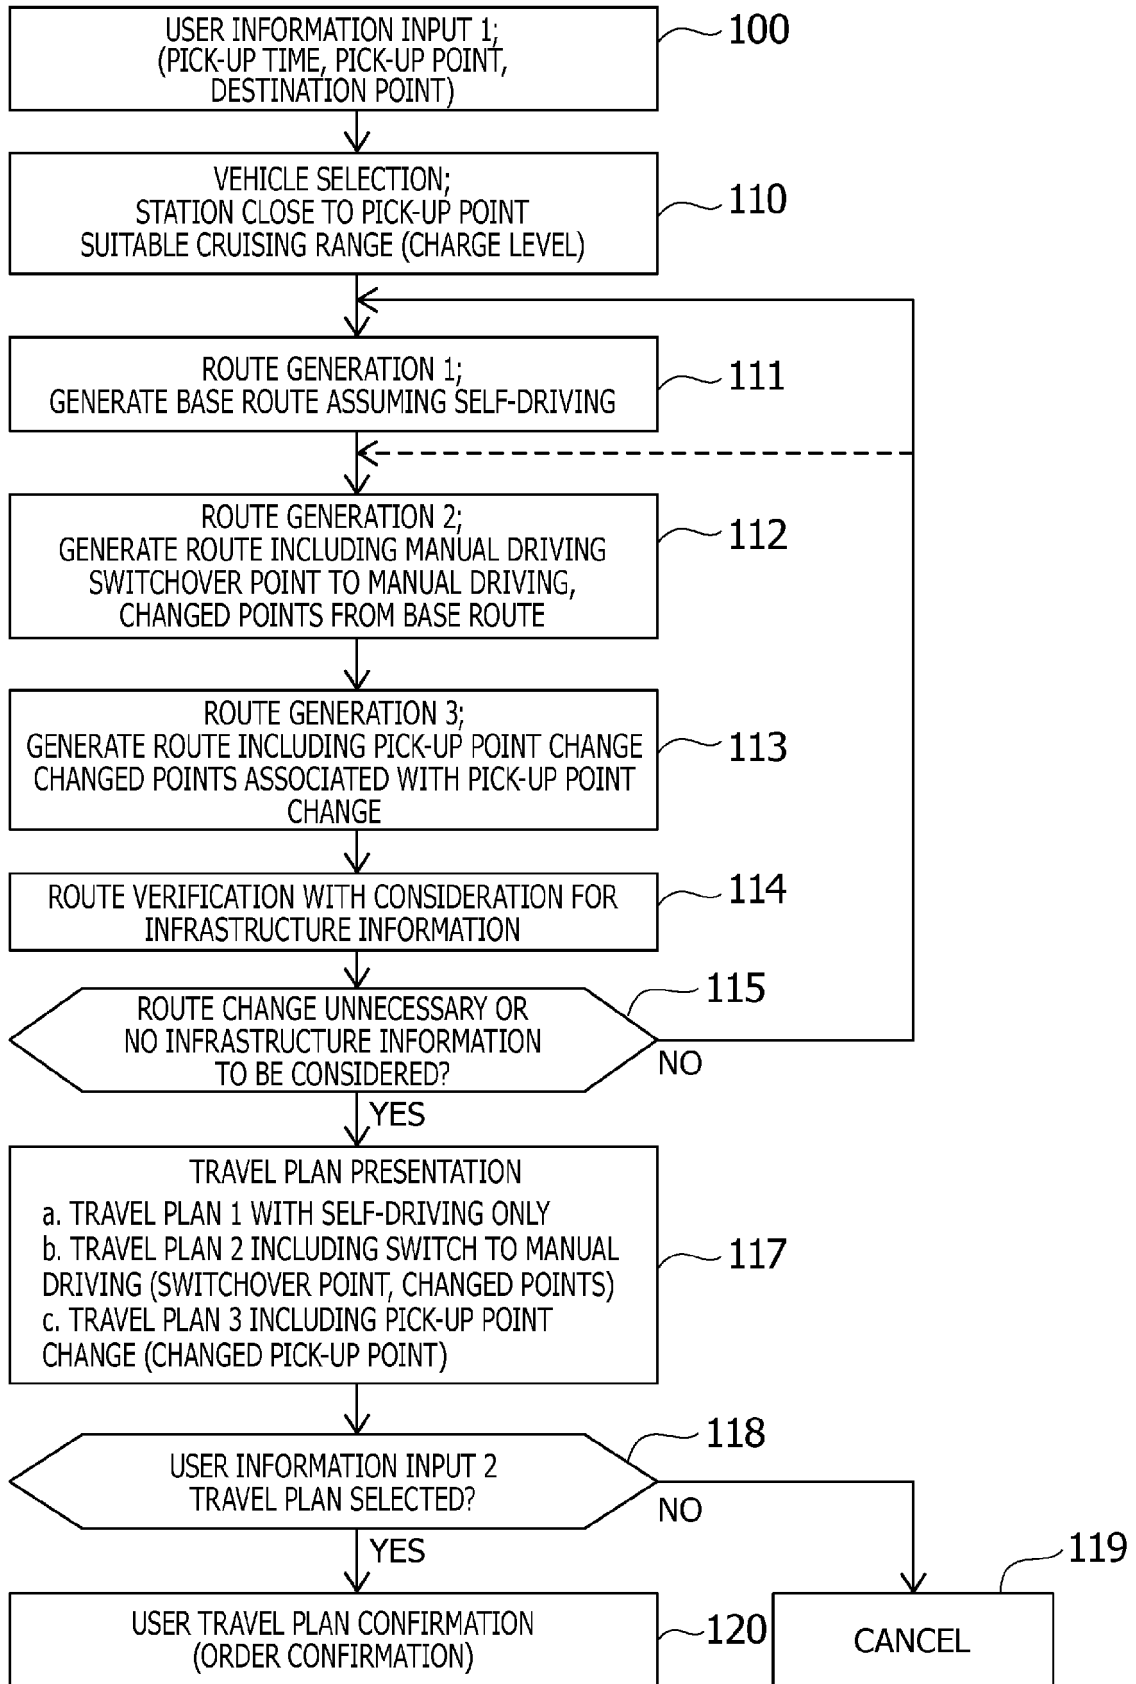 USER INFORMATION INPUT 1;
(PICK-UP TIME, PICK-UP POINT,
DESTINATION POINT)
100
VEHICLE SELECTION;
STATION CLOSE TO PICK-UP POINT
SUITABLE CRUISING RANGE (CHARGE LEVEL)
110
ROUTE GENERATION 1;
GENERATE BASE ROUTE ASSUMING SELF-DRIVING
111
ROUTE GENERATION 2;
GENERATE ROUTE INCLUDING MANUAL DRIVING
SWITCHOVER POINT TO MANUAL DRIVING,
CHANGED POINTS FROM BASE ROUTE
112
ROUTE GENERATION 3;
GENERATE ROUTE INCLUDING PICK-UP POINT CHANGE
CHANGED POINTS ASSOCIATED WITH PICK-UP POINT
CHANGE
113
ROUTE VERIFICATION WITH CONSIDERATION FOR
INFRASTRUCTURE INFORMATION
114
ROUTE CHANGE UNNECESSARY OR
NO INFRASTRUCTURE INFORMATION
TO BE CONSIDERED?
115
NO
YES
TRAVEL PLAN PRESENTATION
a. TRAVEL PLAN 1 WITH SELF-DRIVING ONLY
b. TRAVEL PLAN 2 INCLUDING SWITCH TO MANUAL
DRIVING (SWITCHOVER POINT, CHANGED POINTS)
c. TRAVEL PLAN 3 INCLUDING PICK-UP POINT
CHANGE (CHANGED PICK-UP POINT)
117
USER INFORMATION INPUT 2
TRAVEL PLAN SELECTED?
118
NO
YES
USER TRAVEL PLAN CONFIRMATION
(ORDER CONFIRMATION)
120
CANCEL
119